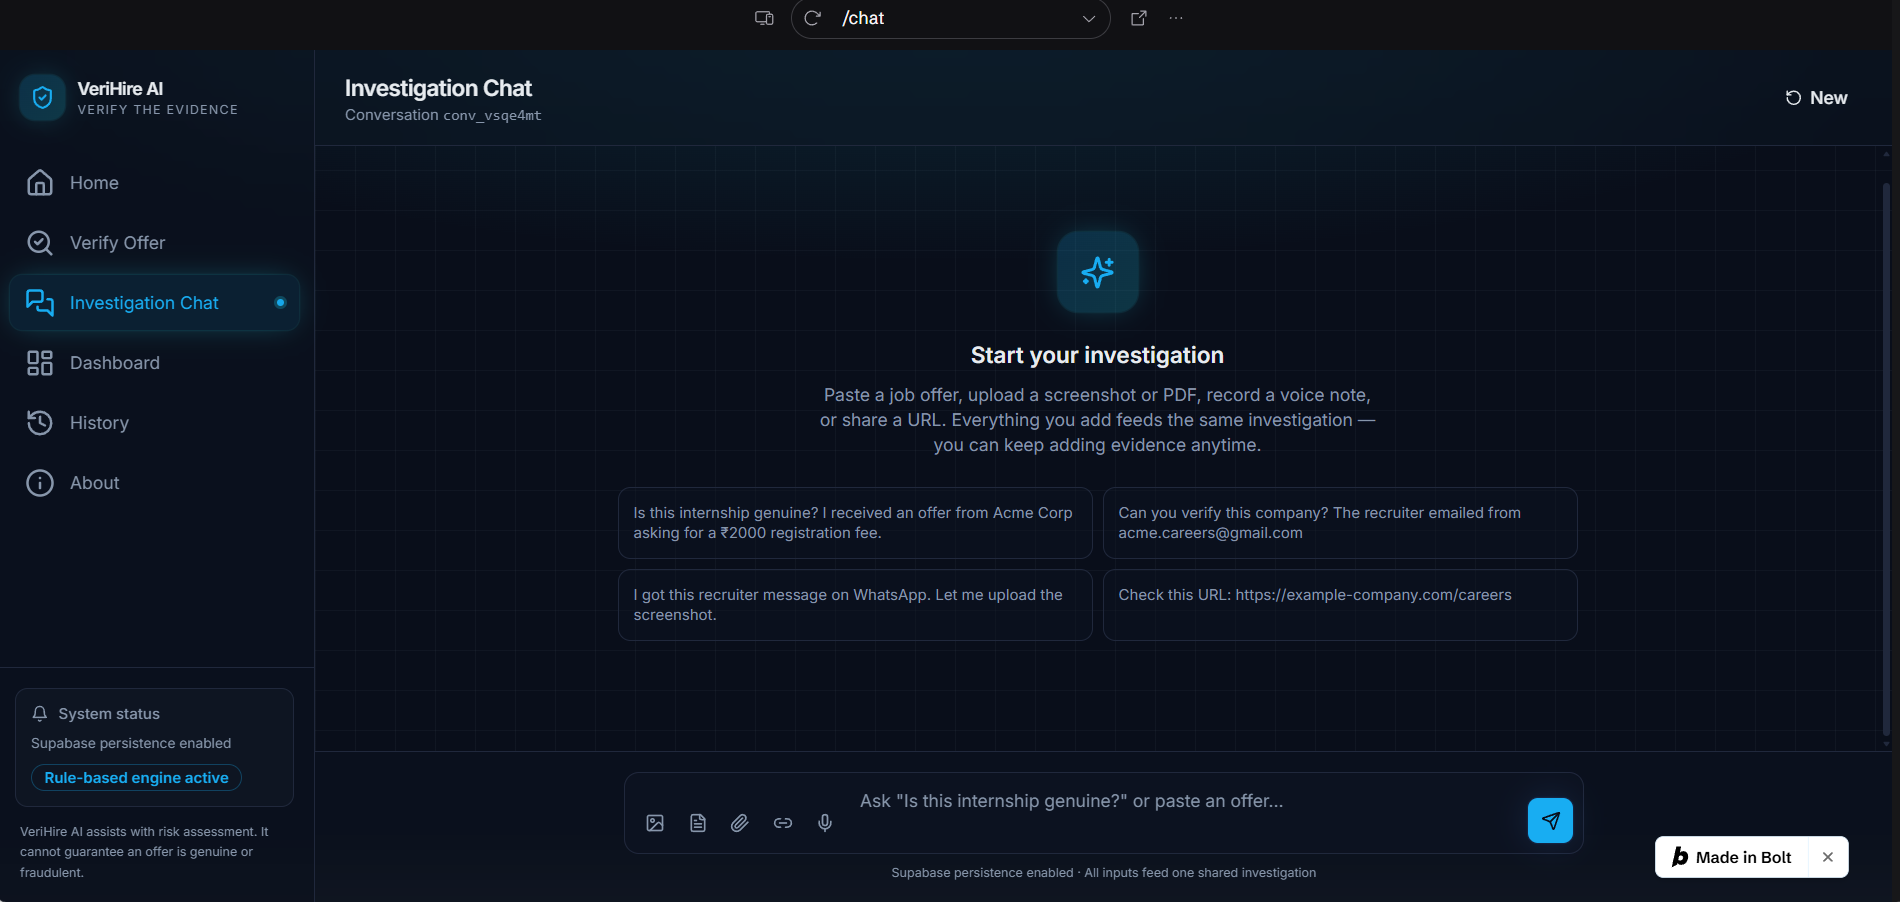 /chat
VeriHire AI
VERIFY THE EVIDENCE
Home
Verify Offer
Investigation Chat
Dashboard
History
About
System status
Supabase persistence enabled
Rule-based engine active
VeriHire AI assists with risk assessment. It
cannot guarantee an offer is genuine or
fraudulent.
Investigation Chat
Conversation conv_vsqe4mt
New
Start your investigation
Paste a job offer, upload a screenshot or PDF, record a voice note,
or share a URL. Everything you add feeds the same investigation —
you can keep adding evidence anytime.
Is this internship genuine? I received an offer from Acme Corp
asking for a ₹2000 registration fee.
Can you verify this company? The recruiter emailed from
acme.careers@gmail.com
I got this recruiter message on WhatsApp. Let me upload the
screenshot.
Check this URL: https://example-company.com/careers
Ask "Is this internship genuine?" or paste an offer...
Supabase persistence enabled · All inputs feed one shared investigation
b Made in Bolt